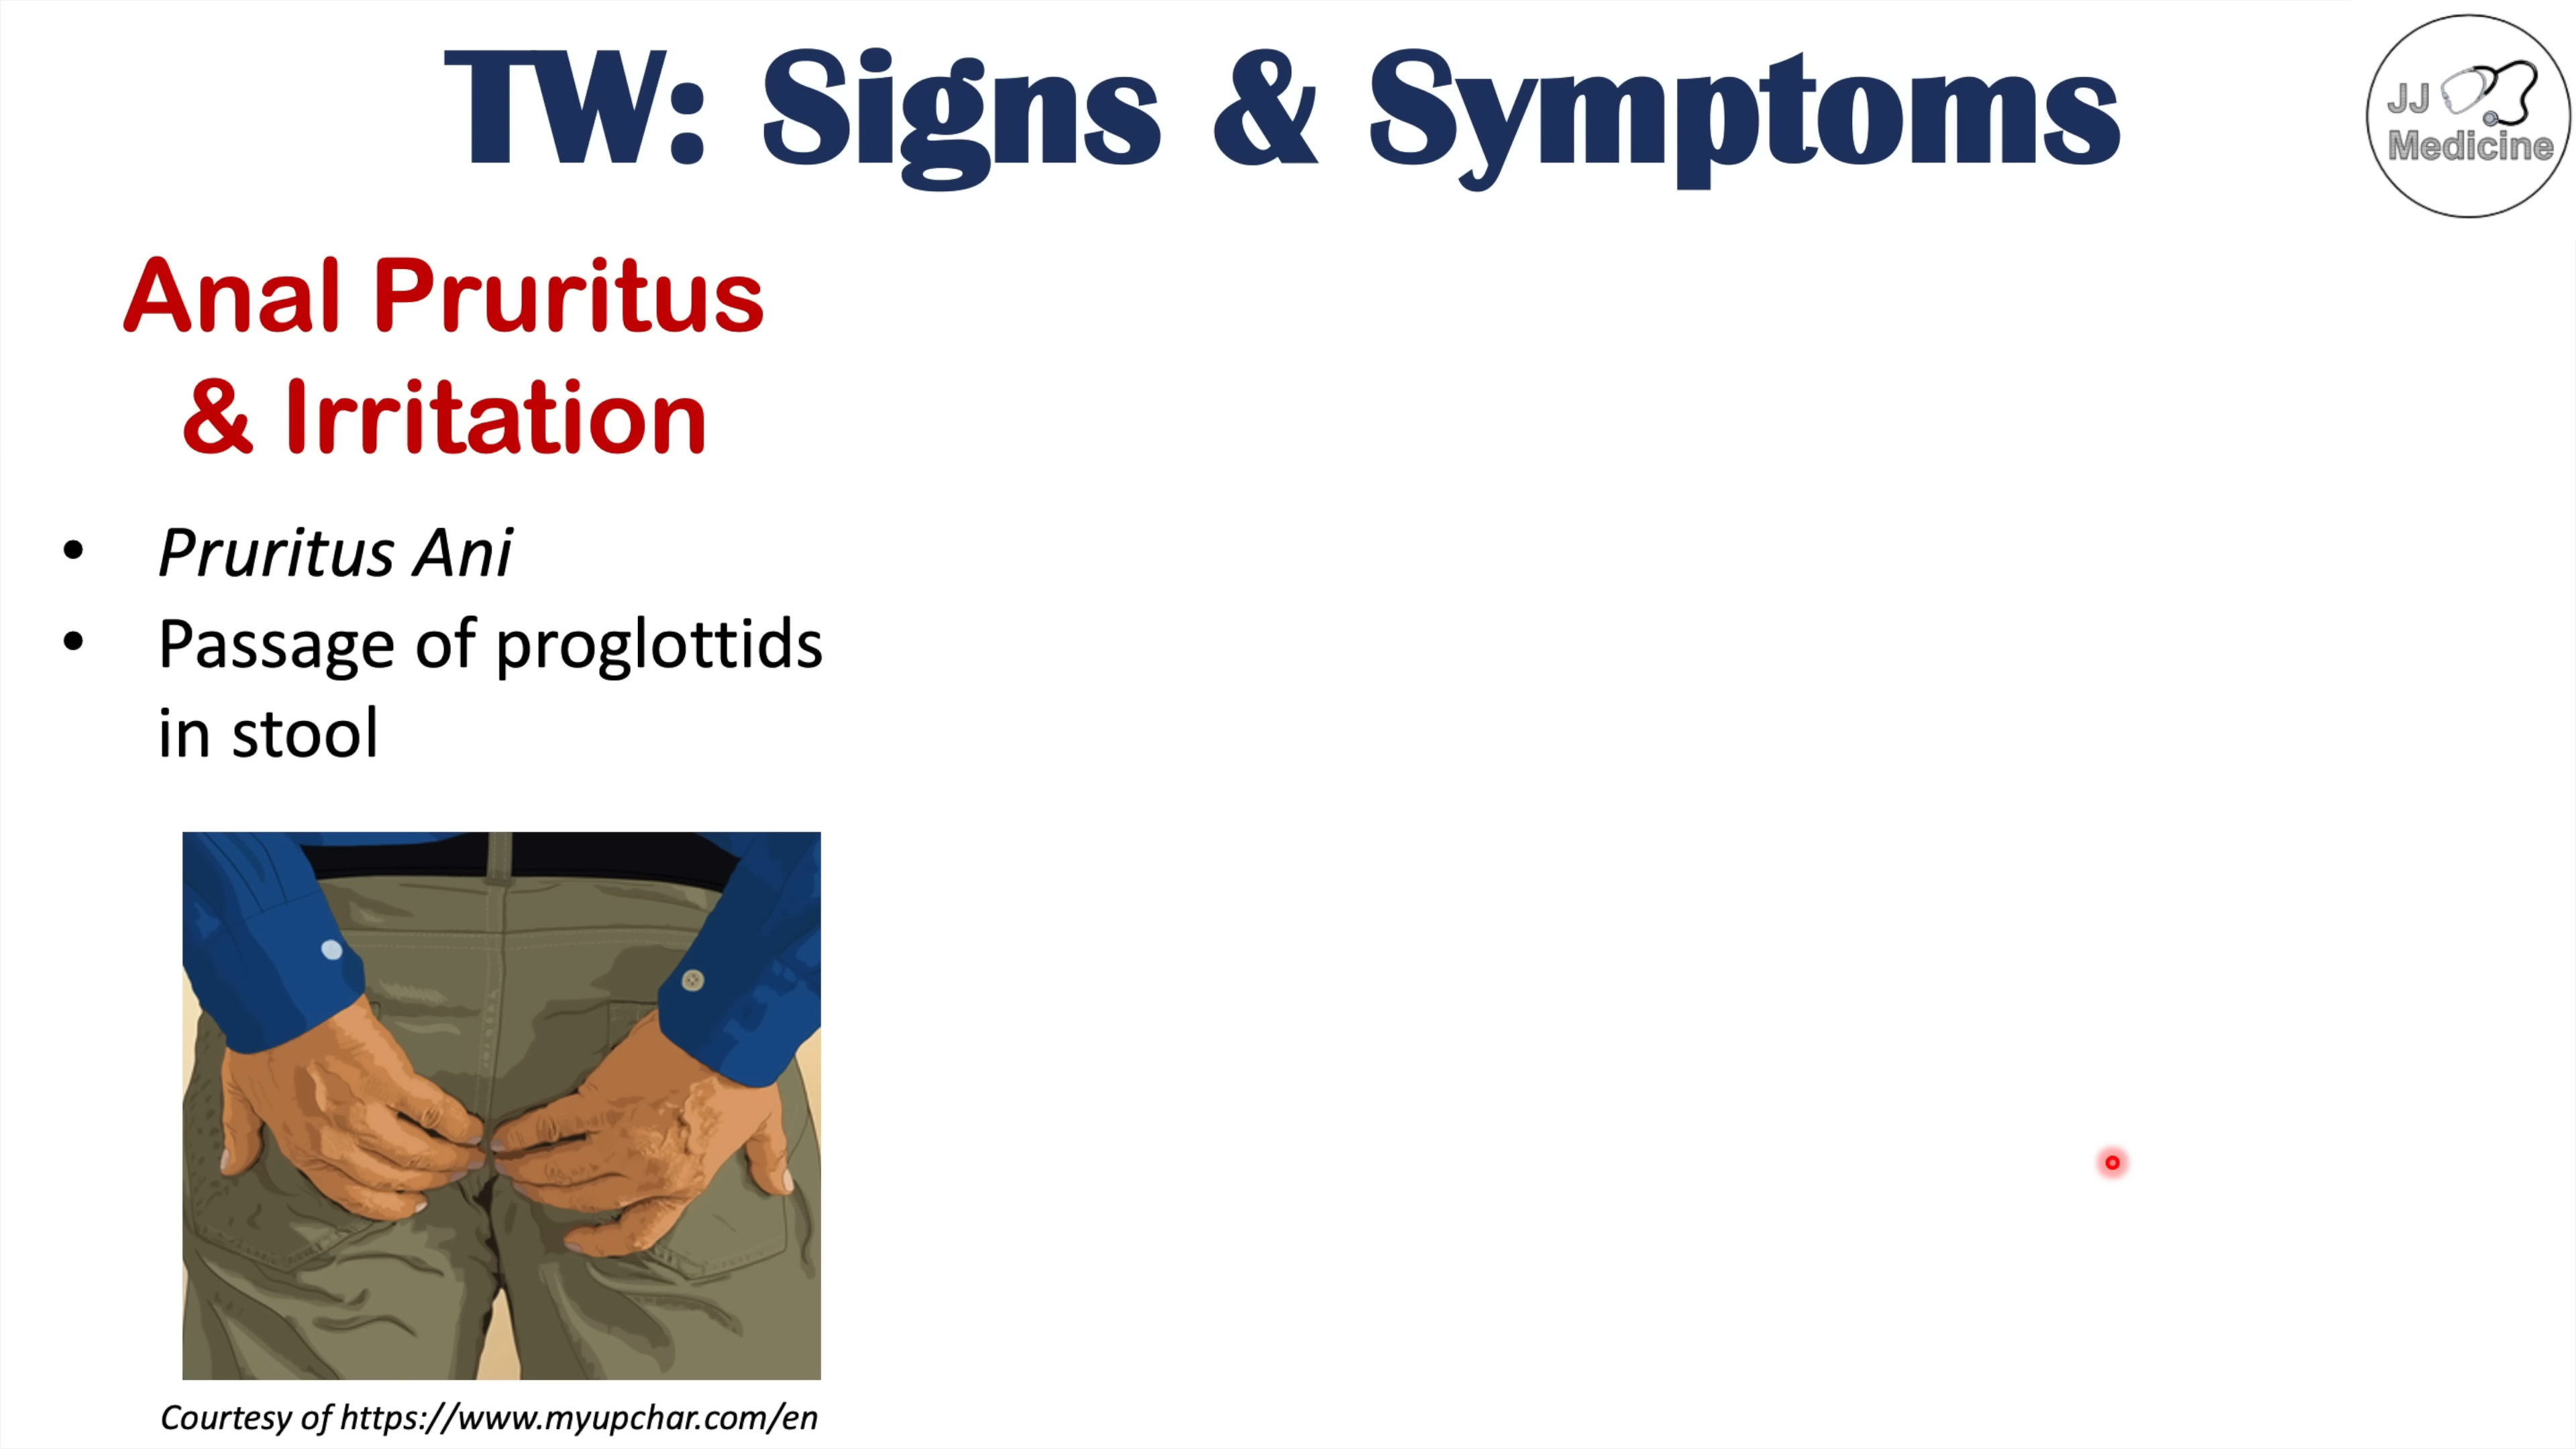 TW: Signs & Symptoms
JJ
Medicine
Anal Pruritus
& Irritation
• Pruritus Ani
• Passage of proglottids
in stool
Courtesy of https://www.myupchar.com/en